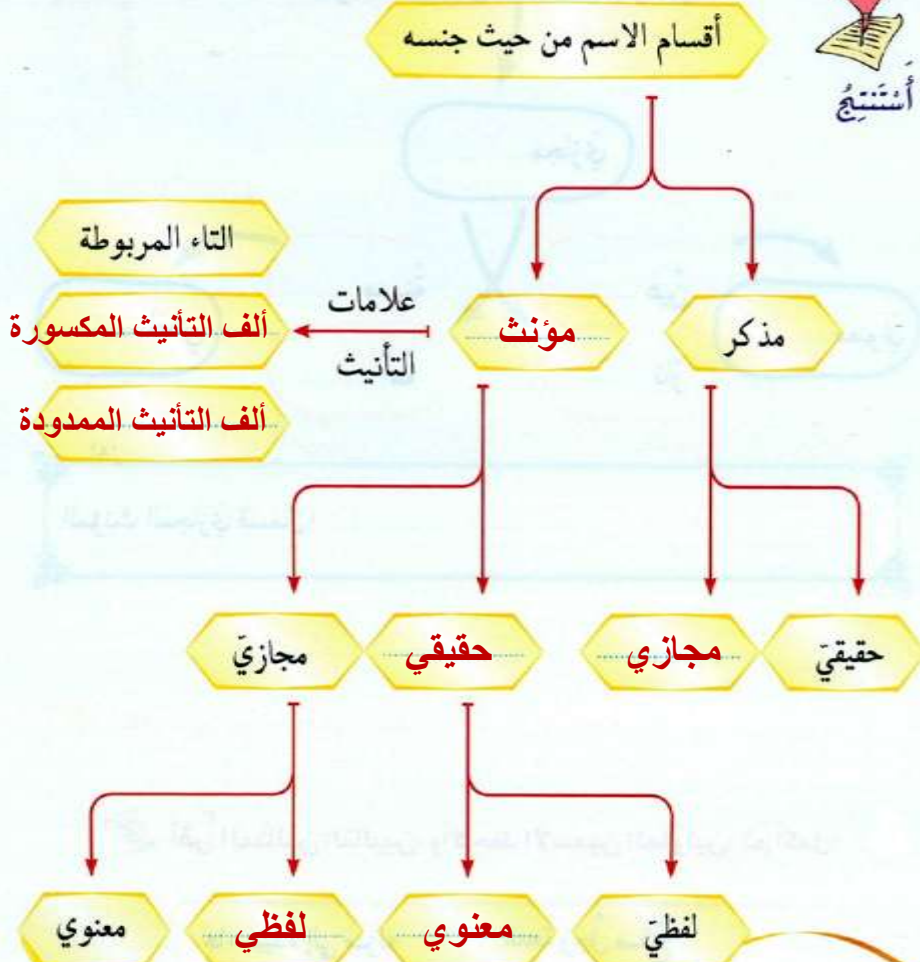 أقسام الاسم من حيث جنسه
أَسْتَنْتِجُ
مذكر
مؤنث
علامات
التأنيث
التاء المربوطة
ألف التأنيث المكسورة
ألف التأنيث الممدودة
حقيقيّ
مجازي
حقيقي
مجازيّ
لفظيّ
معنوي
لفظي
معنوي